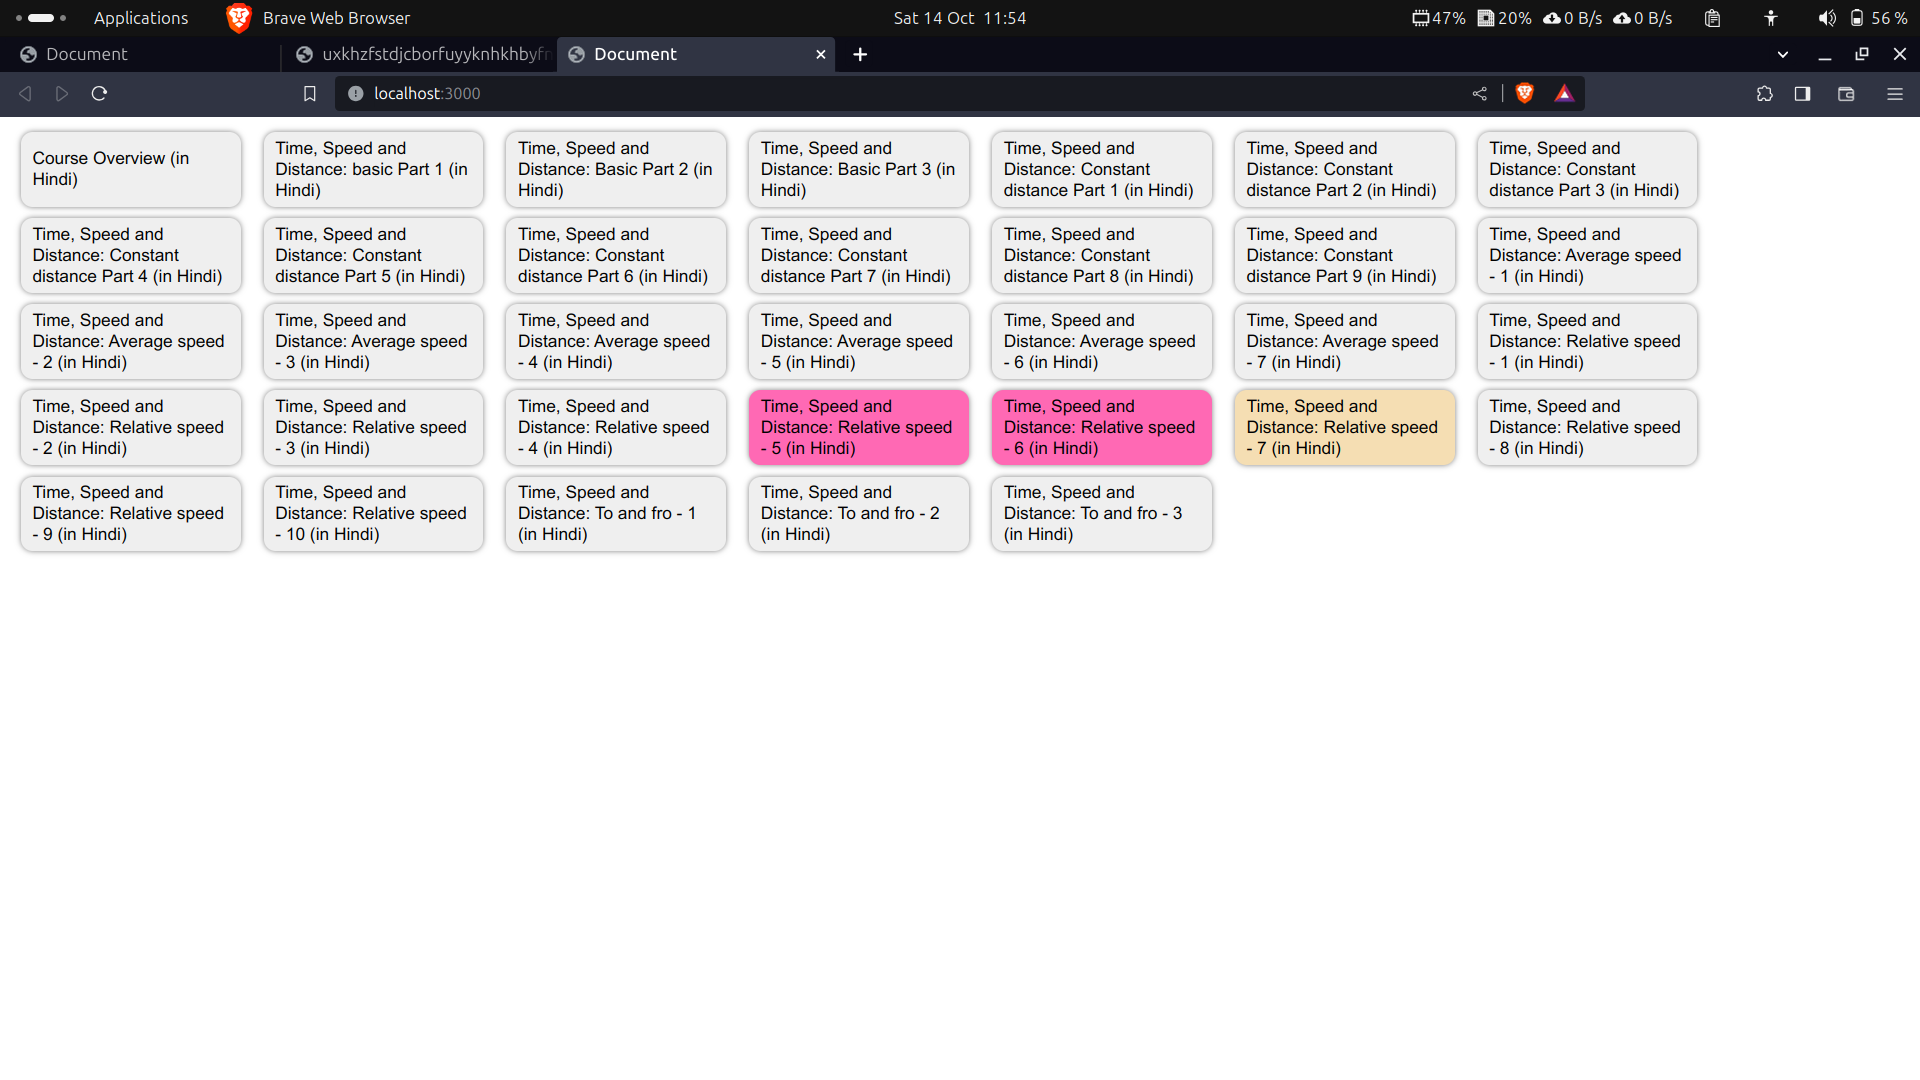 Applications
Brave Web Browser
Sat 14 Oct 11:54
47%
20%
0 B/s
0 B/s
56 %
Document
Document
localhost:3000
Course Overview (in
Hindi)
Time, Speed and
Distance: basic Part 1 (in
Hindi)
Time, Speed and
Distance: Basic Part 2 (in
Hindi)
Time, Speed and
Distance: Basic Part 3 (in
Hindi)
Time, Speed and
Distance: Constant
distance Part 1 (in Hindi)
Time, Speed and
Distance: Constant
distance Part 2 (in Hindi)
Time, Speed and
Distance: Constant
distance Part 3 (in Hindi)
Time, Speed and
Distance: Constant
distance Part 4 (in Hindi)
Time, Speed and
Distance: Constant
distance Part 5 (in Hindi)
Time, Speed and
Distance: Constant
distance Part 6 (in Hindi)
Time, Speed and
Distance: Constant
distance Part 7 (in Hindi)
Time, Speed and
Distance: Constant
distance Part 8 (in Hindi)
Time, Speed and
Distance: Constant
distance Part 9 (in Hindi)
Time, Speed and
Distance: Average speed
- 1 (in Hindi)
Time, Speed and
Distance: Average speed
- 2 (in Hindi)
Time, Speed and
Distance: Average speed
- 3 (in Hindi)
Time, Speed and
Distance: Average speed
- 4 (in Hindi)
Time, Speed and
Distance: Average speed
- 5 (in Hindi)
Time, Speed and
Distance: Average speed
- 6 (in Hindi)
Time, Speed and
Distance: Average speed
- 7 (in Hindi)
Time, Speed and
Distance: Relative speed
- 1 (in Hindi)
Time, Speed and
Distance: Relative speed
- 2 (in Hindi)
Time, Speed and
Distance: Relative speed
- 3 (in Hindi)
Time, Speed and
Distance: Relative speed
- 4 (in Hindi)
Time, Speed and
Distance: Relative speed
- 5 (in Hindi)
Time, Speed and
Distance: Relative speed
- 6 (in Hindi)
Time, Speed and
Distance: Relative speed
- 7 (in Hindi)
Time, Speed and
Distance: Relative speed
- 8 (in Hindi)
Time, Speed and
Distance: Relative speed
- 9 (in Hindi)
Time, Speed and
Distance: Relative speed
- 10 (in Hindi)
Time, Speed and
Distance: To and fro - 1
(in Hindi)
Time, Speed and
Distance: To and fro - 2
(in Hindi)
Time, Speed and
Distance: To and fro - 3
(in Hindi)